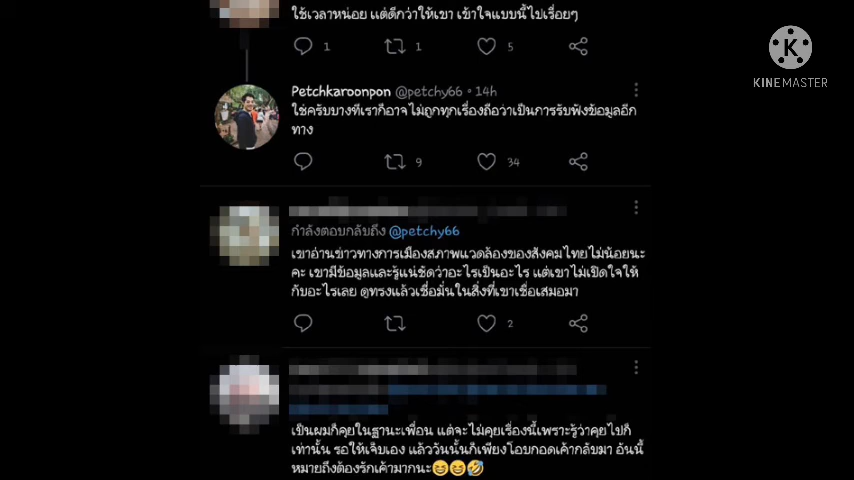 ใช้เวลาหน่อย แต่ดีกว่าให้เขา เข้าใจแบบนี้ไปเรื่อยๆ
1 1 5
KINEMASTER
Petchkaroonpon @petchy66 • 14h
ใช่ครับบางทีเราก็อาจ ไม่ถูกทุกเรื่องถือว่าเป็นการรับฟังข้อมูลอีก
ทาง
9 34
กำลังตอบกลับถึง @petchy66
เขาอ่านข่าวทางการเมืองสภาพแวดล้องของสังคมไทยไม่น้อยนะ
คะ เขามีข้อมูลและรู้แน่ชัดว่าอะไรเป็นอะไร แต่เขาไม่เปิดใจให้
กับอะไรเลย ดูทรงแล้วเชื่อมั่นในสิ่งที่เขาเชื่อเสมอมา
2
เป็นผมก็คุยในฐานะเพื่อน แต่จะไม่คุยเรื่องนี้เพราะรู้ว่าคุยไปก็
เท่านั้น รอให้เจ็บเอง แล้ววันนั้นก็เพียงโอบกอดเค้ากลับมา อันนี้
หมายถึงต้องรักเค้ามากนะ😆😆🤣